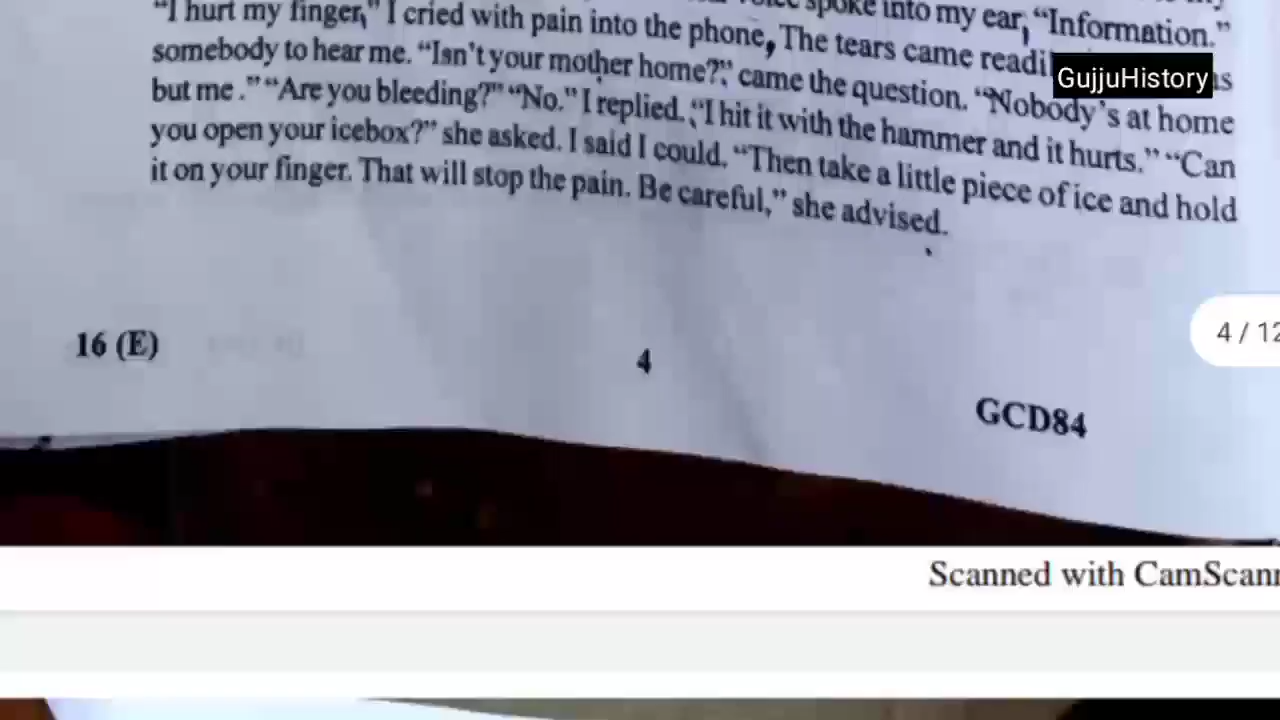 spoke into my ear, “Information.”
“I hurt my finger,” I cried with pain into the phone, The tears came
somebody to hear me. “Isn't your mother home?” came the question. “Nobody's at home
but me .” “Are you bleeding?” “No.” I replied. “I hit it with the hammer and it hurts.” “Can
you open your icebox?” she asked. I said I could. “Then take a little piece of ice and hold
it on your finger. That will stop the pain. Be careful,” she advised.
GujjuHistory
16 (E)
4
GCD84
4 / 12
Scanned with